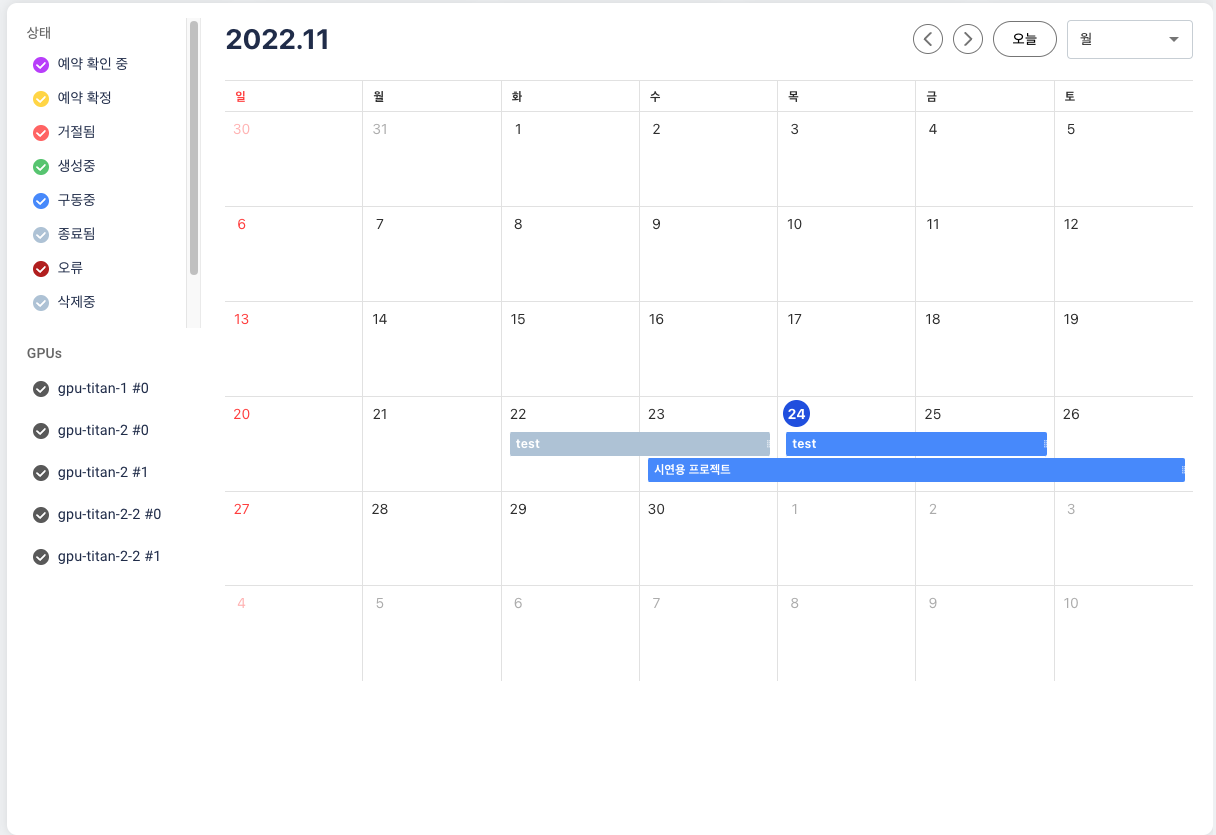 상태
예약 확인 중
예약 확정
거절됨
생성중
구동중
종료됨
오류
삭제중
GPUs
gpu-titan-1 #0
gpu-titan-2 #0
gpu-titan-2 #1
gpu-titan-2-2 #0
gpu-titan-2-2 #1
2022.11
오늘
월
일 월 화 수 목 금 토
30 31 1 2 3 4 5
6 7 8 9 10 11 12
13 14 15 16 17 18 19
20 21 22 23 24 25 26
test test
시연용 프로젝트
27 28 29 30 1 2 3
4 5 6 7 8 9 10